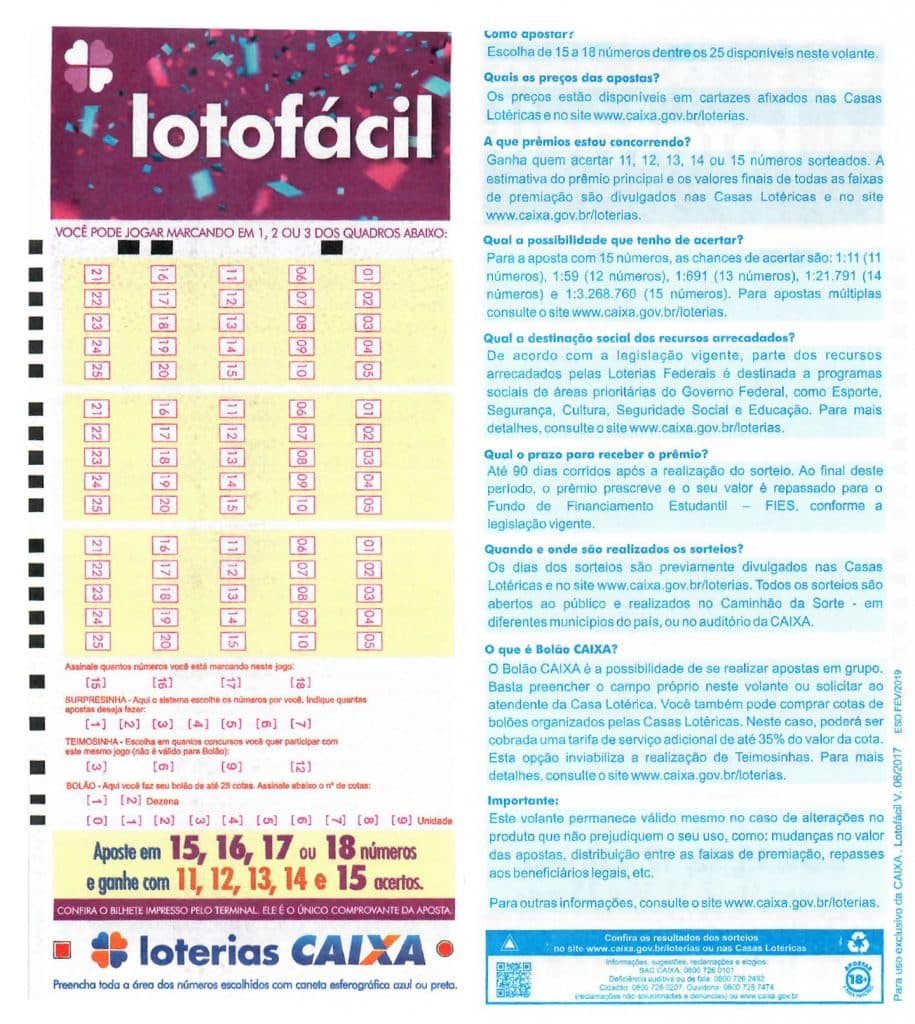 lotofácil
VOCÊ PODE JOGAR MARCANDO EM 1, 2 OU 3 DOS QUADROS ABAIXO:
21 16 11 06 01
22 17 12 07 02
23 18 13 08 03
24 19 14 09 04
25 20 15 10 05
21 16 11 06 01
22 17 12 07 02
23 18 13 08 03
24 19 14 09 04
25 20 15 10 05
21 16 11 06 01
22 17 12 07 02
23 18 13 08 03
24 19 14 09 04
25 20 15 10 05
Assinale quantos números você está marcando neste jogo:
[15] [16] [17] [18]
SURPRESINHA - Aqui o sistema escolhe os números por você. Indique quantas
apostas deseja fazer:
[1] [2] [3] [4] [5] [6] [7]
TEIMOSINHA - Escolha em quantos concursos você quer participar com
este mesmo jogo (não é válido para Bolão):
[3] [6] [9] [12]
BOLÃO - Aqui você faz seu bolão de até 25 cotas. Assinale abaixo o nº de cotas:
[1] [2] Dezena
[0] [1] [2] [3] [4] [5] [6] [7] [8] [9] Unidade
Aposte em 15, 16, 17 ou 18 números
e ganhe com 11, 12, 13, 14 e 15 acertos.
CONFIRA O BILHETE IMPRESSO PELO TERMINAL. ELE É O ÚNICO COMPROVANTE DA APOSTA.
loterias CAIXA
Preencha toda a área dos números escolhidos com caneta esferográfica azul ou preta.
Como apostar?
Escolha de 15 a 18 números dentre os 25 disponíveis neste volante.
Quais os preços das apostas?
Os preços estão disponíveis em cartazes afixados nas Casas
Lotéricas e no site www.caixa.gov.br/loterias.
A que prêmios estou concorrendo?
Ganha quem acertar 11, 12, 13, 14 ou 15 números sorteados. A
estimativa do prêmio principal e os valores finais de todas as faixas
de premiação são divulgados nas Casas Lotéricas e no site
www.caixa.gov.br/loterias.
Qual a possibilidade que tenho de acertar?
Para a aposta com 15 números, as chances de acertar são: 1:11 (11
números), 1:59 (12 números), 1:691 (13 números), 1:21.791 (14
números) e 1:3.268.760 (15 números). Para apostas múltiplas
consulte o site www.caixa.gov.br/loterias.
Qual a destinação social dos recursos arrecadados?
De acordo com a legislação vigente, parte dos recursos
arrecadados pelas Loterias Federais é destinada a programas
sociais de áreas prioritárias do Governo Federal, como Esporte,
Segurança, Cultura, Seguridade Social e Educação. Para mais
detalhes, consulte o site www.caixa.gov.br/loterias.
Qual o prazo para receber o prêmio?
Até 90 dias corridos após a realização do sorteio. Ao final deste
período, o prêmio prescreve e o seu valor é repassado para o
Fundo de Financiamento Estudantil – FIES, conforme a
legislação vigente.
Quando e onde são realizados os sorteios?
Os dias dos sorteios são previamente divulgados nas Casas
Lotéricas e no site www.caixa.gov.br/loterias. Todos os sorteios são
abertos ao público e realizados no Caminhão da Sorte - em
diferentes municípios do país, ou no auditório da CAIXA.
O que é Bolão CAIXA?
O Bolão CAIXA é a possibilidade de se realizar apostas em grupo.
Basta preencher o campo próprio neste volante ou solicitar ao
atendente da Casa Lotérica. Você também pode comprar cotas de
bolões organizados pelas Casas Lotéricas. Neste caso, poderá ser
cobrada uma tarifa de serviço adicional de até 35% do valor da cota.
Esta opção inviabiliza a realização de Teimosinhas. Para mais
detalhes, consulte o site www.caixa.gov.br/loterias.
Importante:
Este volante permanece válido mesmo no caso de alterações no
produto que não prejudiquem o seu uso, como: mudanças no valor
das apostas, distribuição entre as faixas de premiação, repasses
aos beneficiários legais, etc.
Para outras informações, consulte o site www.caixa.gov.br/loterias.
Confira os resultados dos sorteios
no site www.caixa.gov.br/loterias ou nas Casas Lotéricas
Informações, sugestões, reclamações e elogios:
SAC CAIXA: 0800 726 0101
Deficiência auditiva ou de fala: 0800 726 2492
Cidadão: 0800 726 0207. Ouvidoria: 0800 725 7474
(reclamações não solucionadas e denúncias) ou www.caixa.gov.br
APOSTAR
18+
Para uso exclusivo da CAIXA. Lotofácil V. 06/2017 ESD FEV/2019